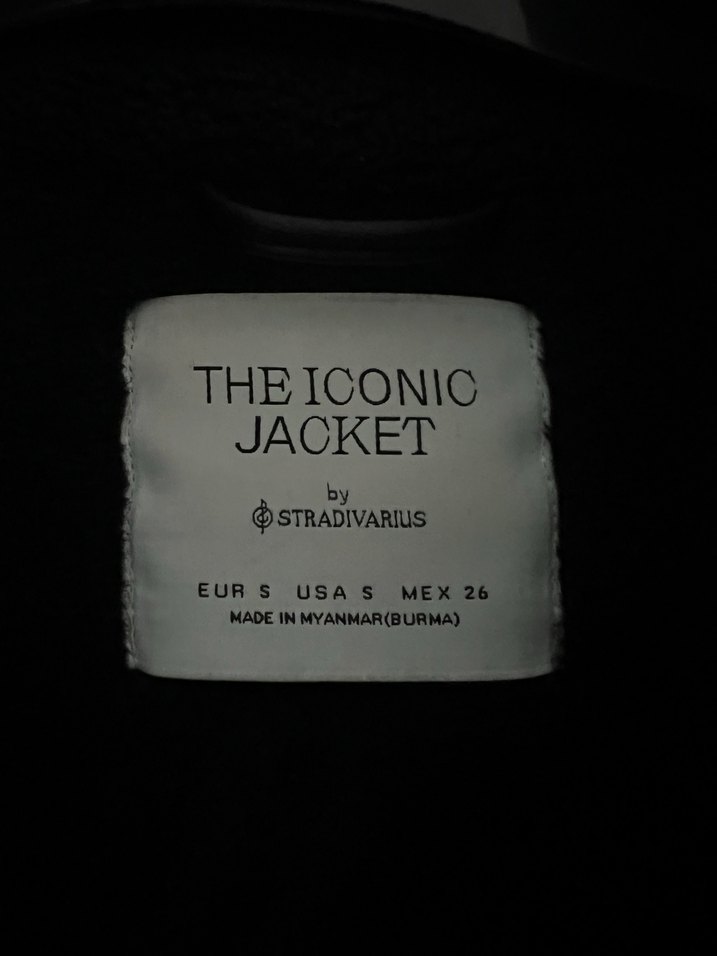 THE ICONIC
JACKET
by
STRADIVARIUS
EUR S USA S MEX 26
MADE IN MYANMAR(BURMA)